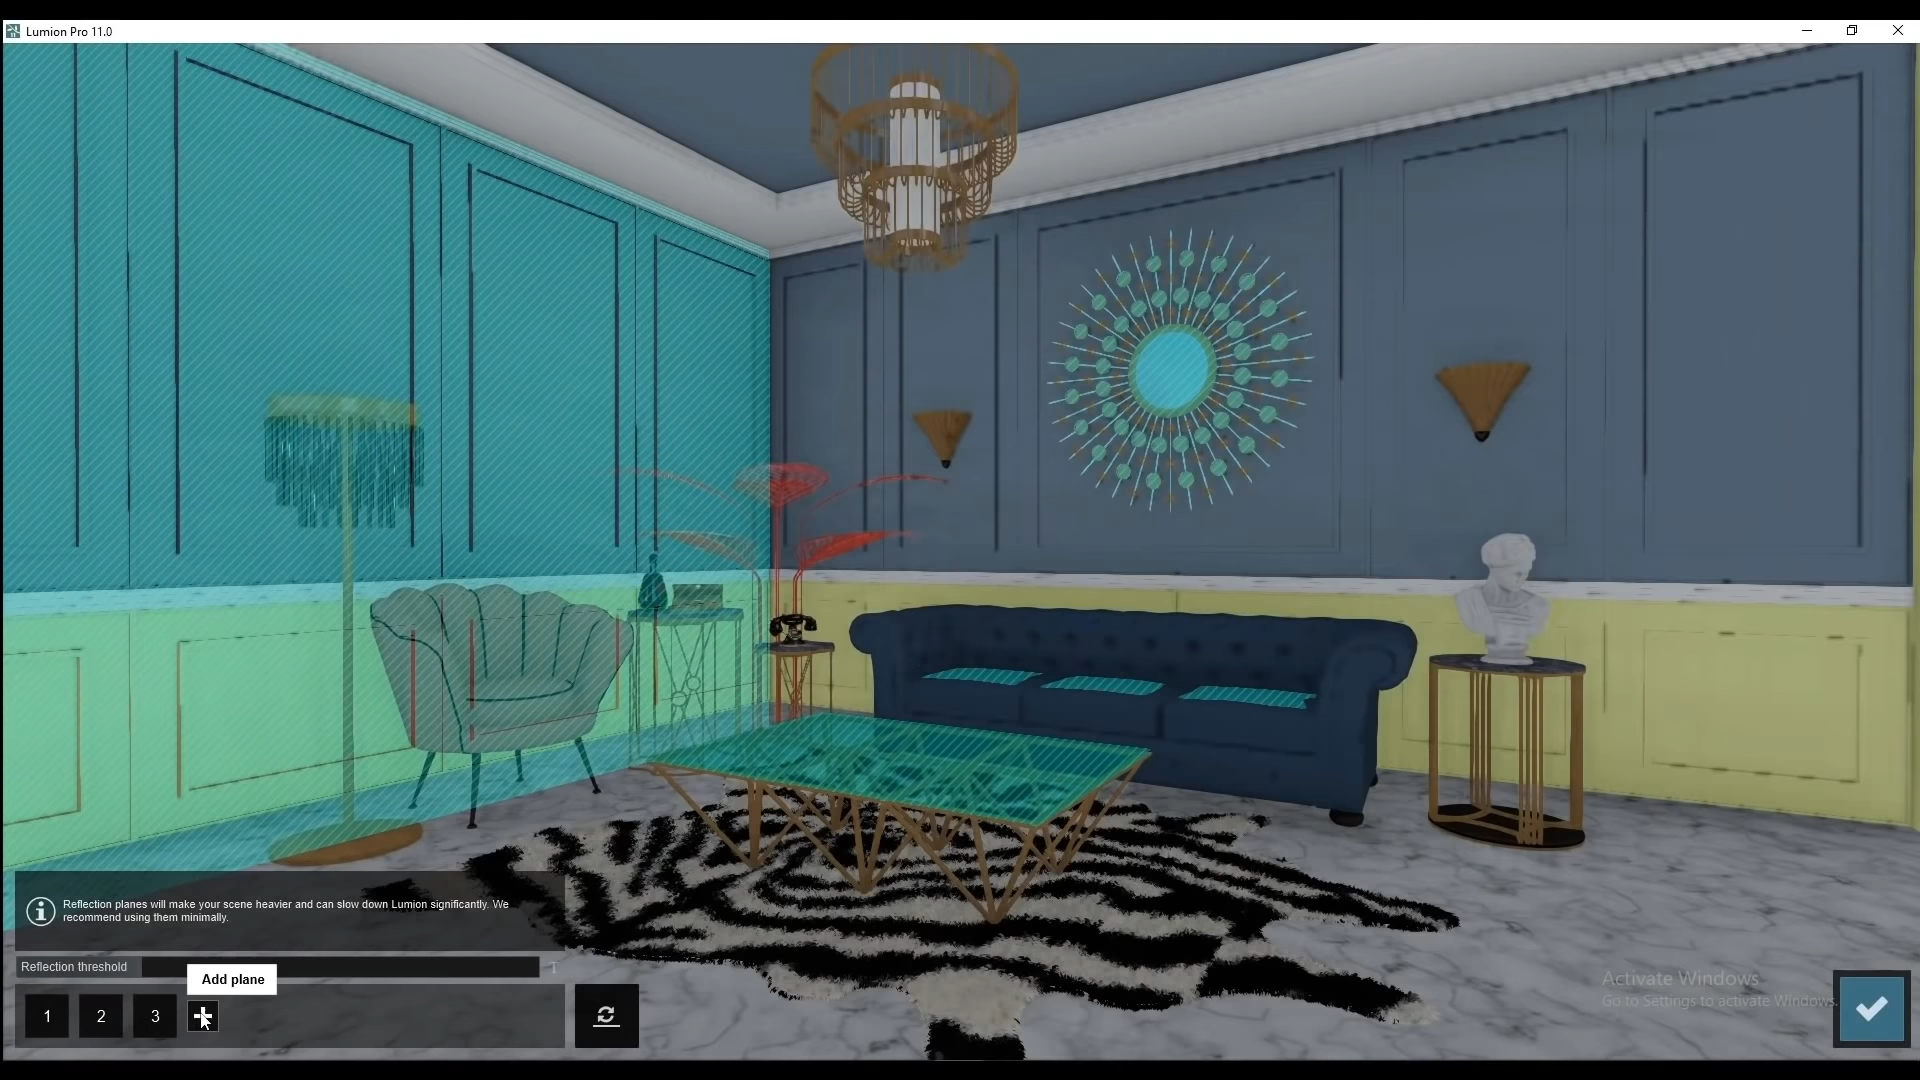 Lumion Pro 11.0
Reflection planes will make your scene heavier and can slow down Lumion significantly. We
recommend using them minimally.
Reflection threshold
Add plane
1 2 3
Activate Windows
Go to Settings to activate Windows.